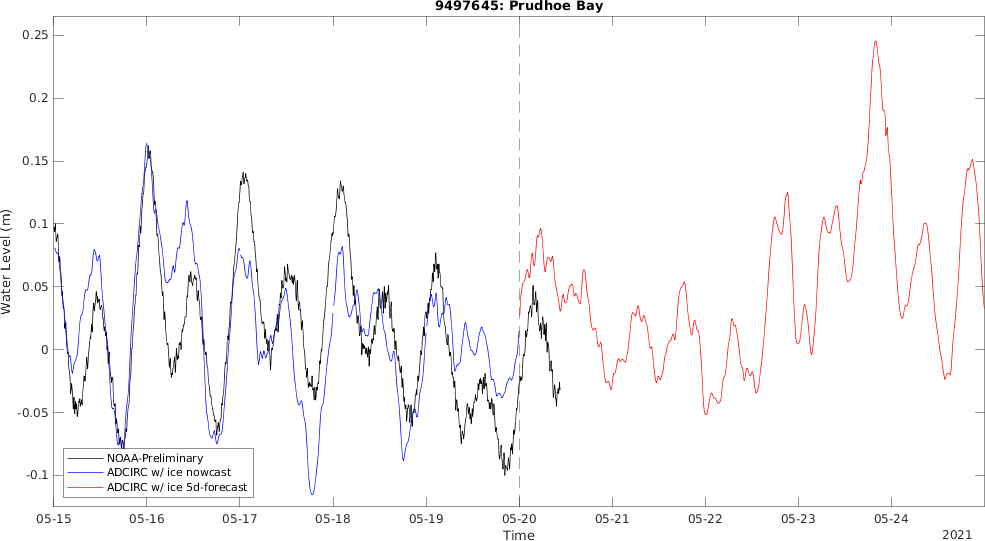 9497645: Prudhoe Bay
0.25
0.2
0.15
0.1
0.05
0
-0.05
-0.1
Water Level (m)
NOAA-Preliminary
ADCIRC w/ ice nowcast
ADCIRC w/ ice 5d-forecast
05-15 05-16 05-17 05-18 05-19 05-20 05-21 05-22 05-23 05-24
Time
2021